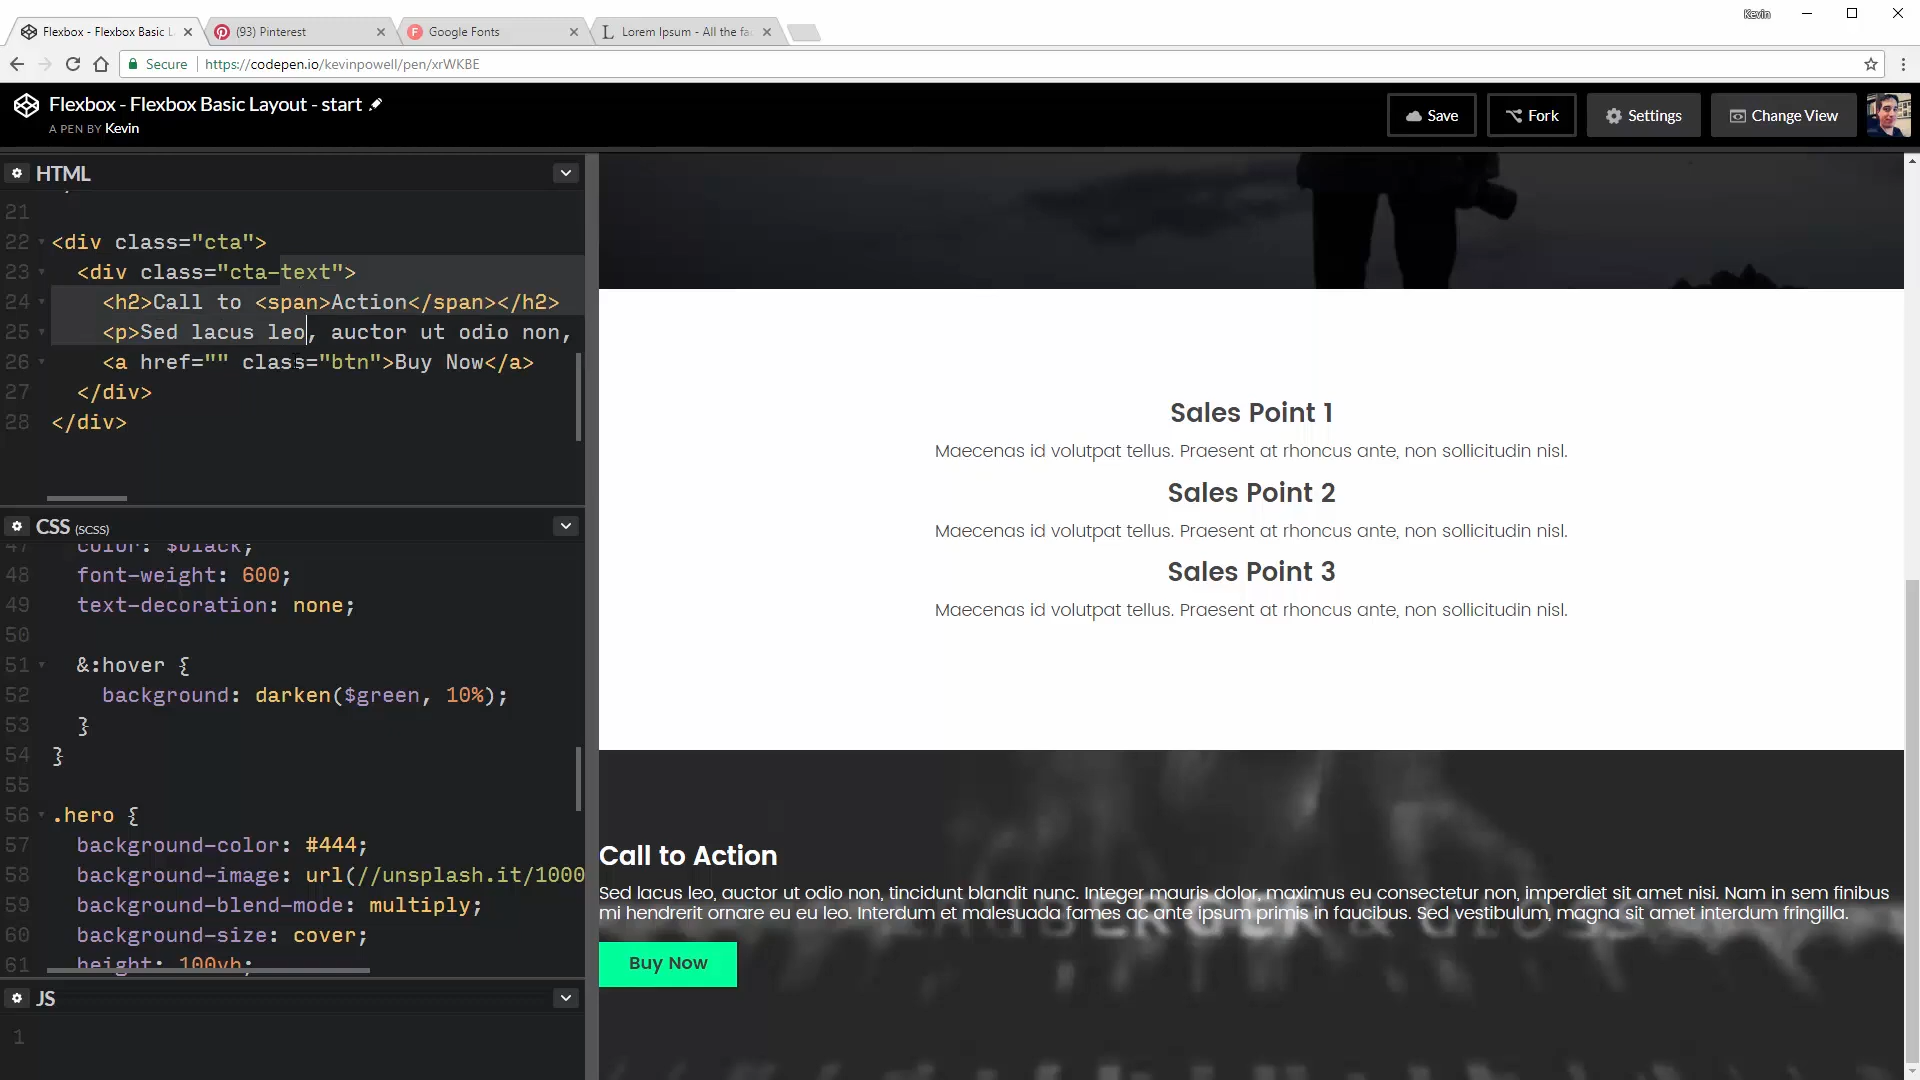 Kevin
Flexbox - Flexbox Basic L
(93) Pinterest
Google Fonts
Lorem Ipsum - All the fa
Secure
https://codepen.io/kevinpowell/pen/xrWKBE
Flexbox - Flexbox Basic Layout - start
A PEN BY Kevin
Save
Fork
Settings
Change View
HTML
21
22 <div class="cta">
23 <div class="cta-text">
24 <h2>Call to <span>Action</span></h2>
25 <p>Sed lacus leo, auctor ut odio non,
26 <a href="" class="btn">Buy Now</a>
27 </div>
28 </div>
CSS (SCSS)
47 color: $black;
48 font-weight: 600;
49 text-decoration: none;
50
51 &:hover {
52 background: darken($green, 10%);
53 }
54 }
55
56 .hero {
57 background-color: #444;
58 background-image: url(//unsplash.it/1000
59 background-blend-mode: multiply;
60 background-size: cover;
61 height: 100vh;
JS
1
Sales Point 1
Maecenas id volutpat tellus. Praesent at rhoncus ante, non sollicitudin nisl.
Sales Point 2
Maecenas id volutpat tellus. Praesent at rhoncus ante, non sollicitudin nisl.
Sales Point 3
Maecenas id volutpat tellus. Praesent at rhoncus ante, non sollicitudin nisl.
Call to Action
Sed lacus leo, auctor ut odio non, tincidunt blandit nunc. Integer mauris dolor, maximus eu consectetur non, imperdiet sit amet nisi. Nam in sem finibus
mi hendrerit ornare eu eu leo. Interdum et malesuada fames ac ante ipsum primis in faucibus. Sed vestibulum, magna sit amet interdum fringilla.
Buy Now